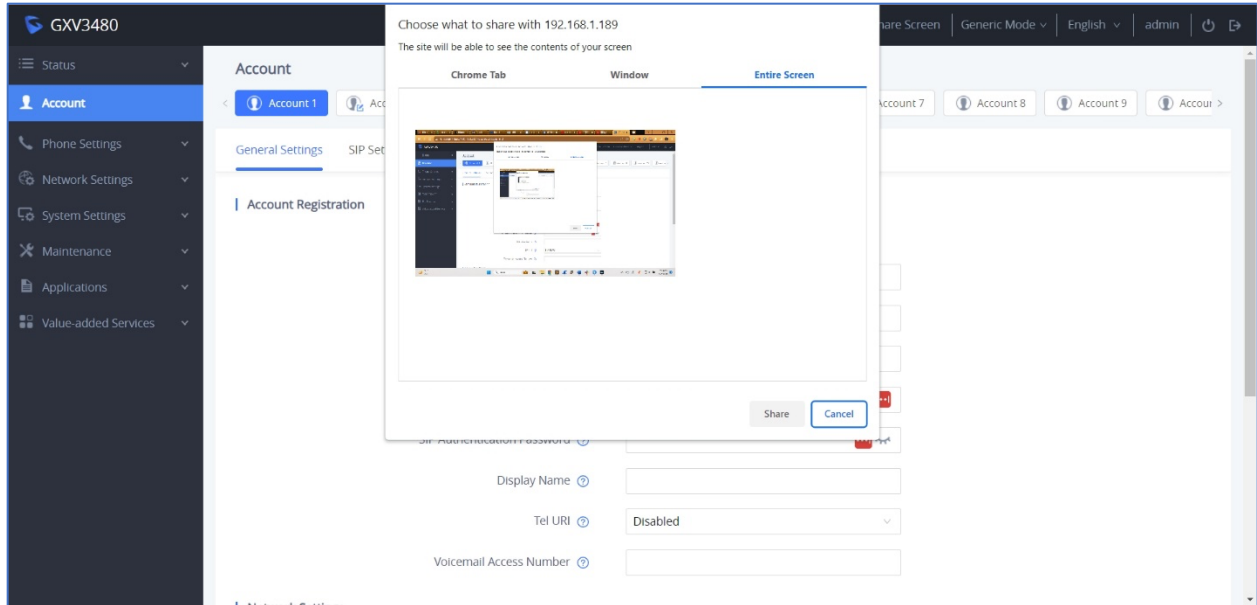 GXV3480
Choose what to share with 192.168.1.189
The site will be able to see the contents of your screen
Chrome Tab
Window
Entire Screen
Share
Cancel
Screen
Generic Mode
English
admin
Status
Account
Phone Settings
Network Settings
System Settings
Maintenance
Applications
Value-added Services
Account
Account 1
Account 7
Account 8
Account 9
General Settings
Account Registration
SIP Authentication Password
Display Name
Tel URI
Disabled
Voicemail Access Number